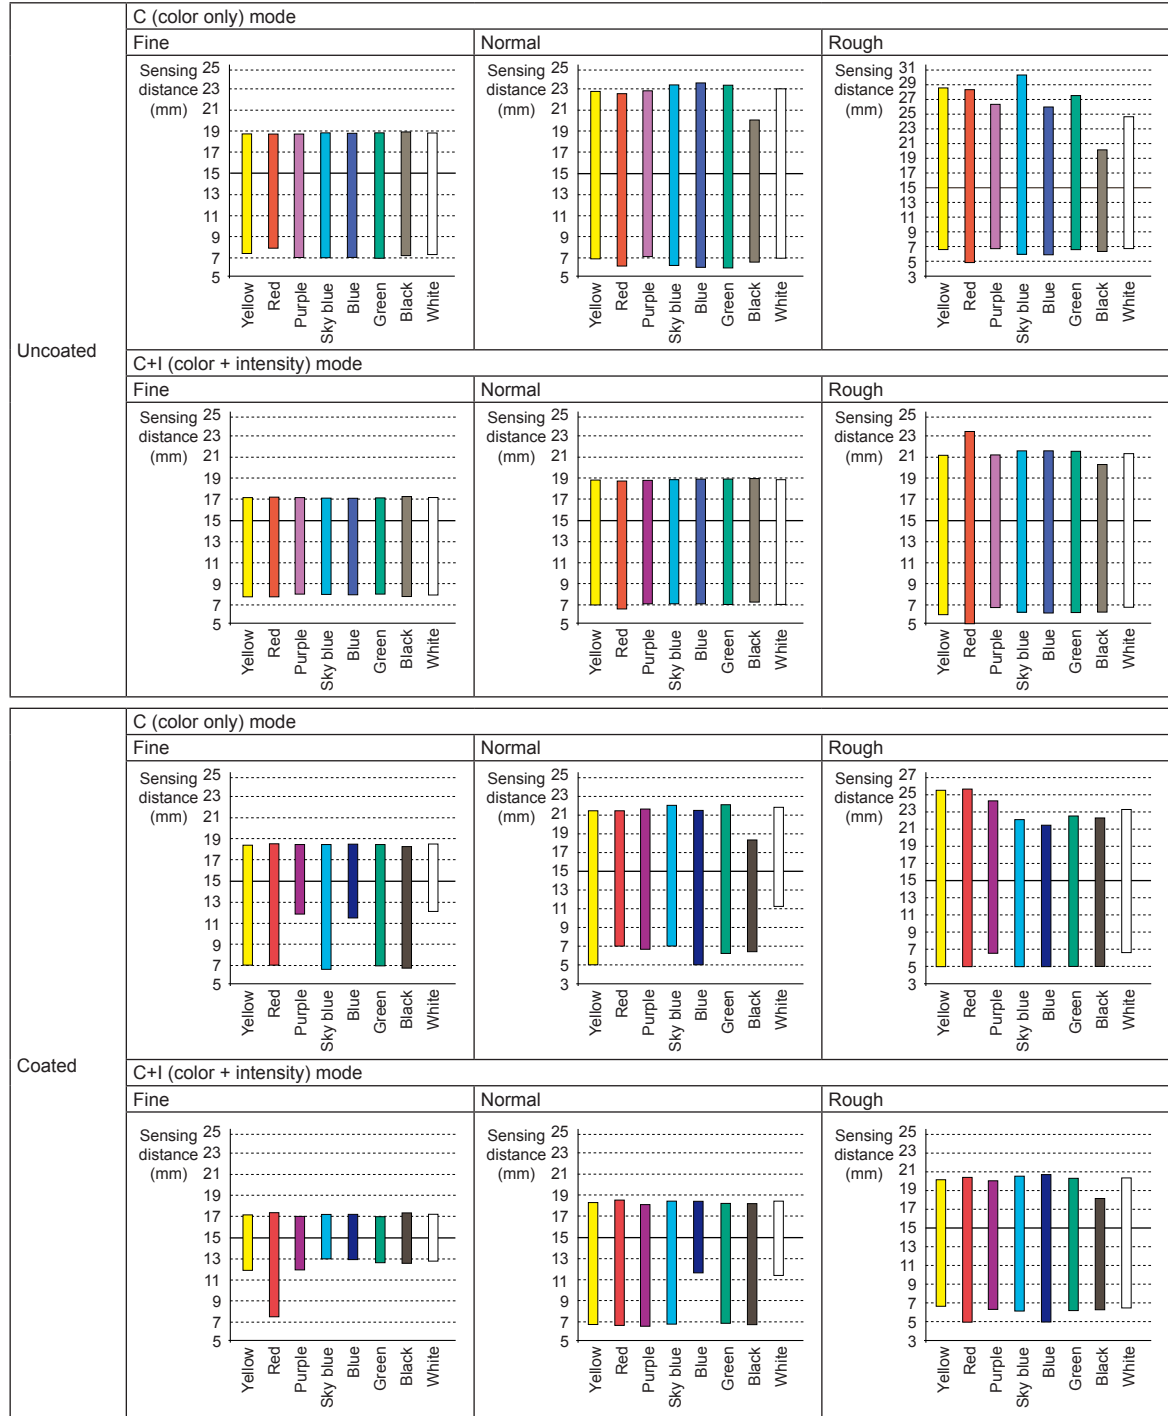 Uncoated
C (color only) mode
Fine
Sensing distance (mm)
25
23
21
19
17
15
13
11
9
7
5
Yellow
Red
Purple
Sky blue
Blue
Green
Black
White
Normal
Sensing distance (mm)
25
23
21
19
17
15
13
11
9
7
5
Yellow
Red
Purple
Sky blue
Blue
Green
Black
White
Rough
Sensing distance (mm)
31
29
27
25
23
21
19
17
15
13
11
9
7
5
3
Yellow
Red
Purple
Sky blue
Blue
Green
Black
White
C+I (color + intensity) mode
Fine
Sensing distance (mm)
25
23
21
19
17
15
13
11
9
7
5
Yellow
Red
Purple
Sky blue
Blue
Green
Black
White
Normal
Sensing distance (mm)
25
23
21
19
17
15
13
11
9
7
5
Yellow
Red
Purple
Sky blue
Blue
Green
Black
White
Rough
Sensing distance (mm)
25
23
21
19
17
15
13
11
9
7
5
Yellow
Red
Purple
Sky blue
Blue
Green
Black
White
Coated
C (color only) mode
Fine
Sensing distance (mm)
25
23
21
19
17
15
13
11
9
7
5
Yellow
Red
Purple
Sky blue
Blue
Green
Black
White
Normal
Sensing distance (mm)
25
23
21
19
17
15
13
11
9
7
5
3
Yellow
Red
Purple
Sky blue
Blue
Green
Black
White
Rough
Sensing distance (mm)
27
25
23
21
19
17
15
13
11
9
7
5
3
Yellow
Red
Purple
Sky blue
Blue
Green
Black
White
C+I (color + intensity) mode
Fine
Sensing distance (mm)
25
23
21
19
17
15
13
11
9
7
5
Yellow
Red
Purple
Sky blue
Blue
Green
Black
White
Normal
Sensing distance (mm)
25
23
21
19
17
15
13
11
9
7
5
Yellow
Red
Purple
Sky blue
Blue
Green
Black
White
Rough
Sensing distance (mm)
25
23
21
19
17
15
13
11
9
7
5
3
Yellow
Red
Purple
Sky blue
Blue
Green
Black
White